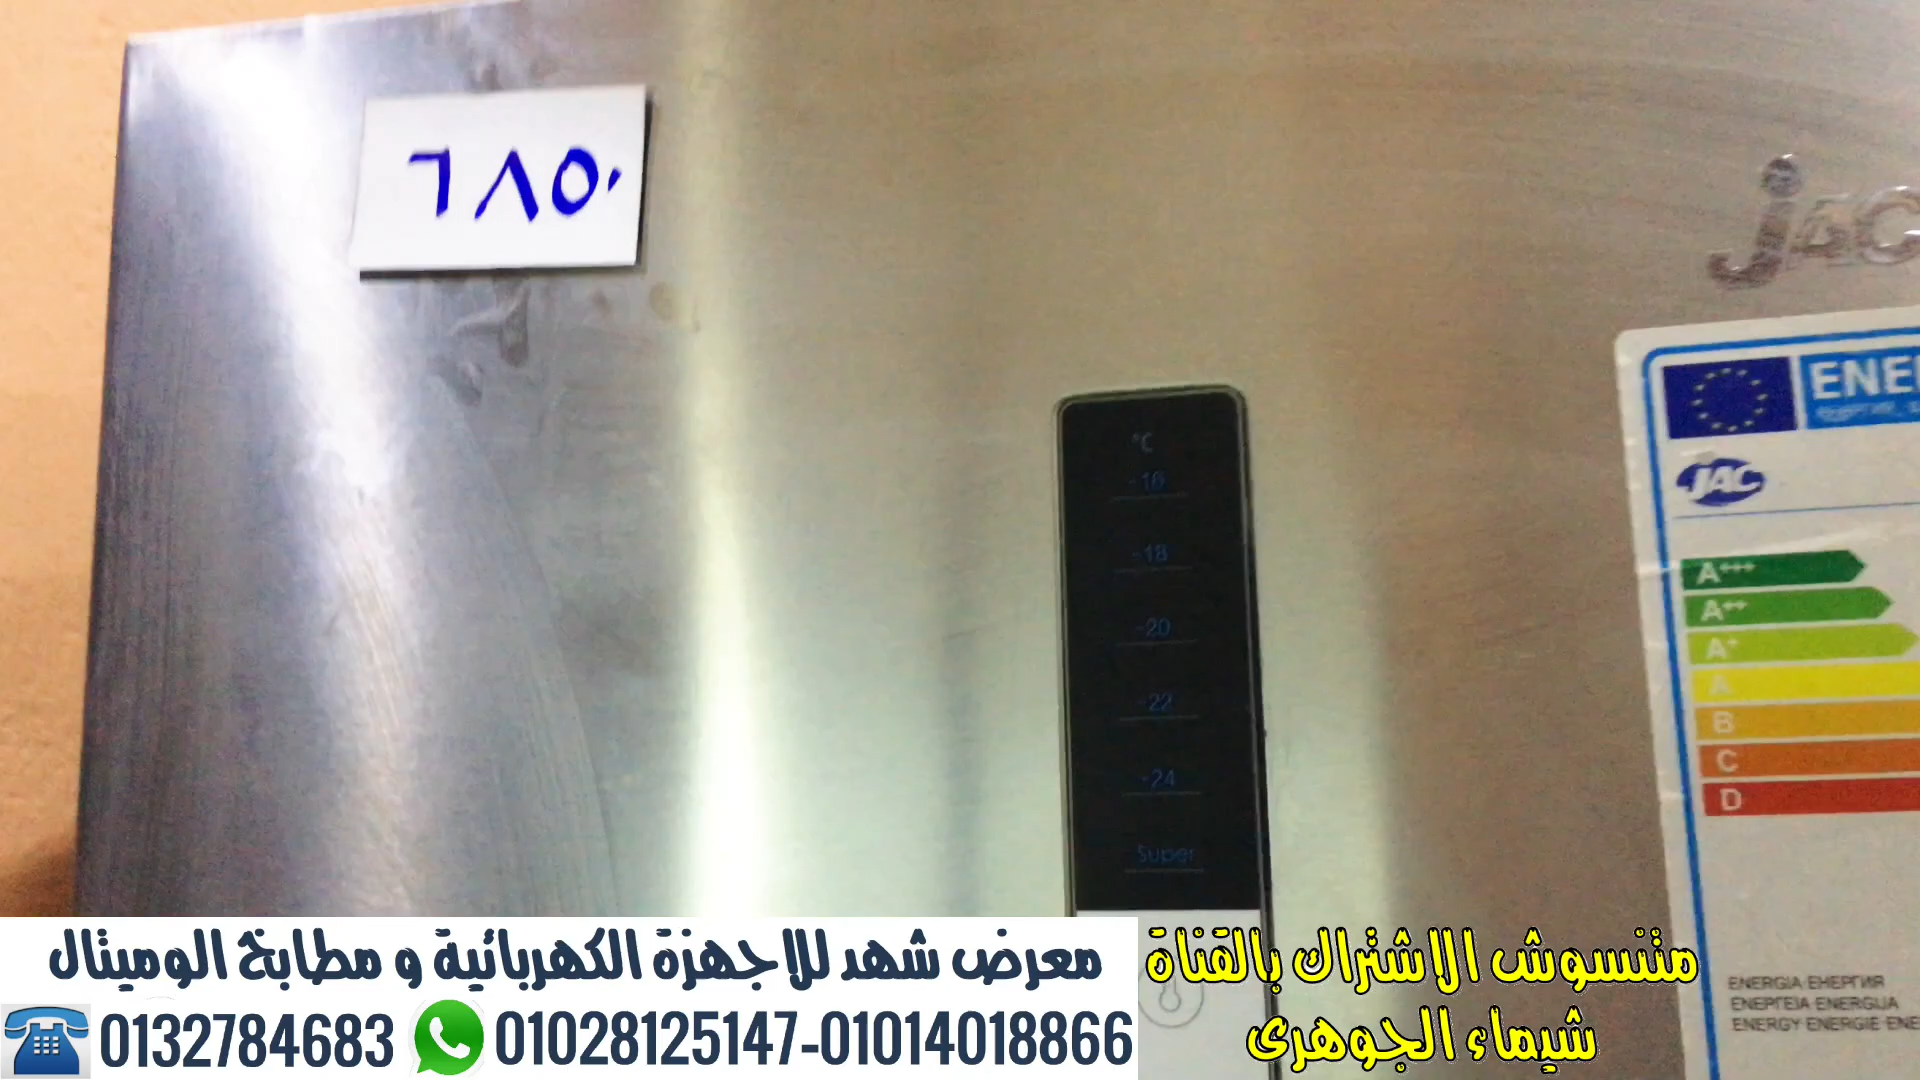 ٦٨٥٠
JAC
ENE
JAC
°C
-16
-18
-20
-22
-24
Super
A+++
A++
A+
A
B
C
D
ENERGIA ЕНЕРГИЯ
ΕΝΕΡΓΕΙΑ ENERGIJA
ENERGY ENERGIE ENE
معرض شهد للاجهزة الكهربائية و مطابخ الوميتال
0132784683 01028125147-01014018866
متنسوش الاشتراك بالقناة
شيماء الجوهرى